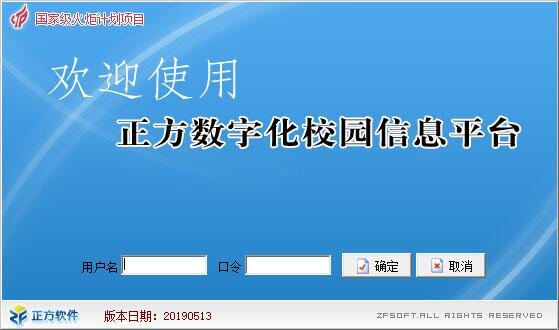 国家级火炬计划项目
欢迎使用
正方数字化校园信息平台
用户名 口令 确定 取消
正方软件 版本日期：20190513 ZFSOFT.ALL RIGHTS RESERVED